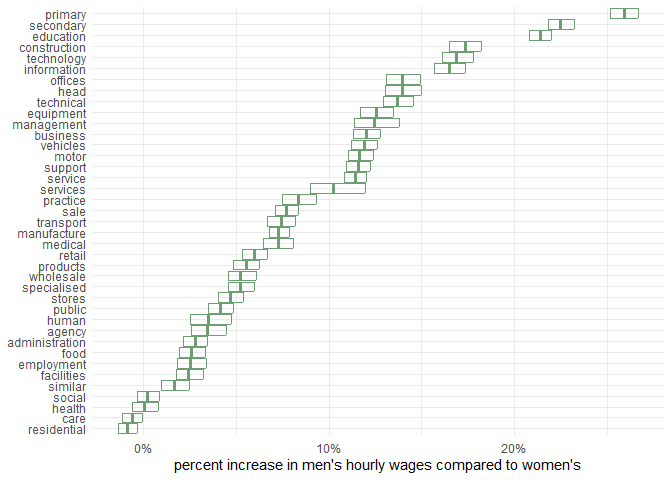 primary
secondary
education
construction
technology
information
offices
head
technical
equipment
management
business
vehicles
motor
support
service
services
practice
sale
transport
manufacture
medical
retail
products
wholesale
specialised
stores
public
human
agency
administration
food
employment
facilities
similar
social
health
care
residential
0% 10% 20%
percent increase in men's hourly wages compared to women's